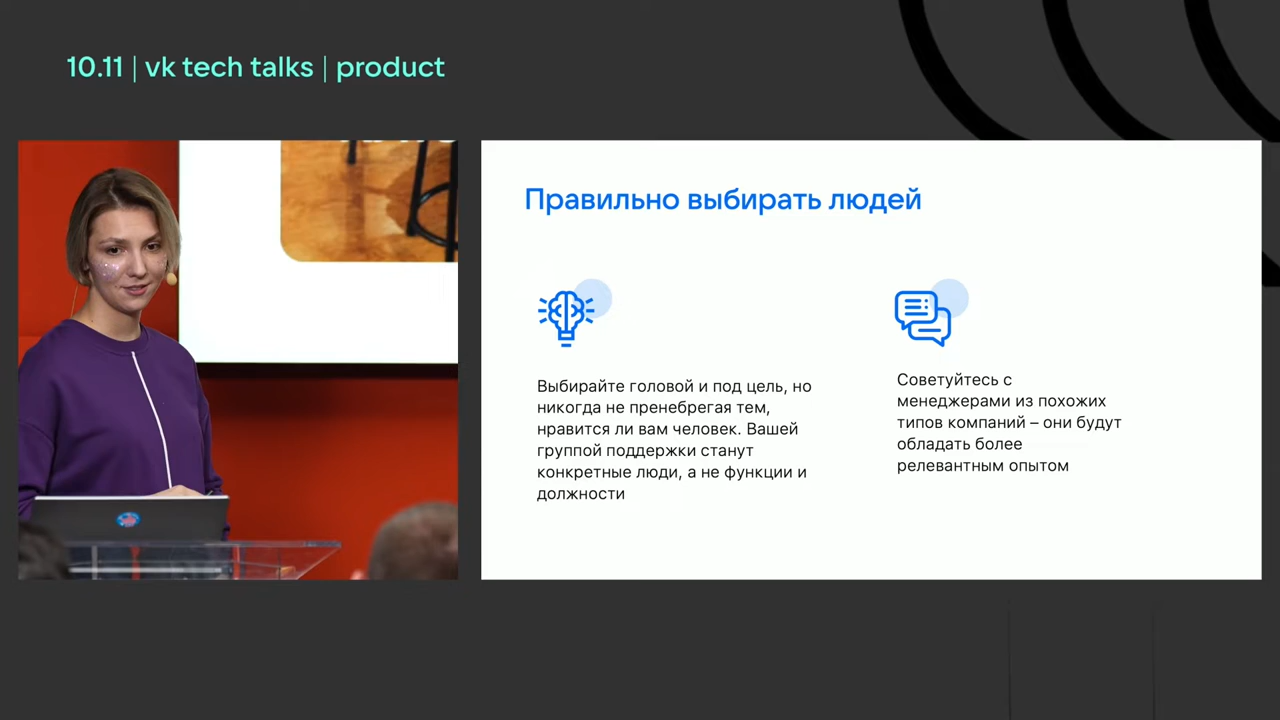 10.11 | vk tech talks | product
Правильно выбирать людей
Выбирайте головой и под цель, но
никогда не пренебрегая тем,
нравится ли вам человек. Вашей
группой поддержки станут
конкретные люди, а не функции и
должности
Советуйтесь с
менеджерами из похожих
типов компаний – они будут
обладать более
релевантным опытом